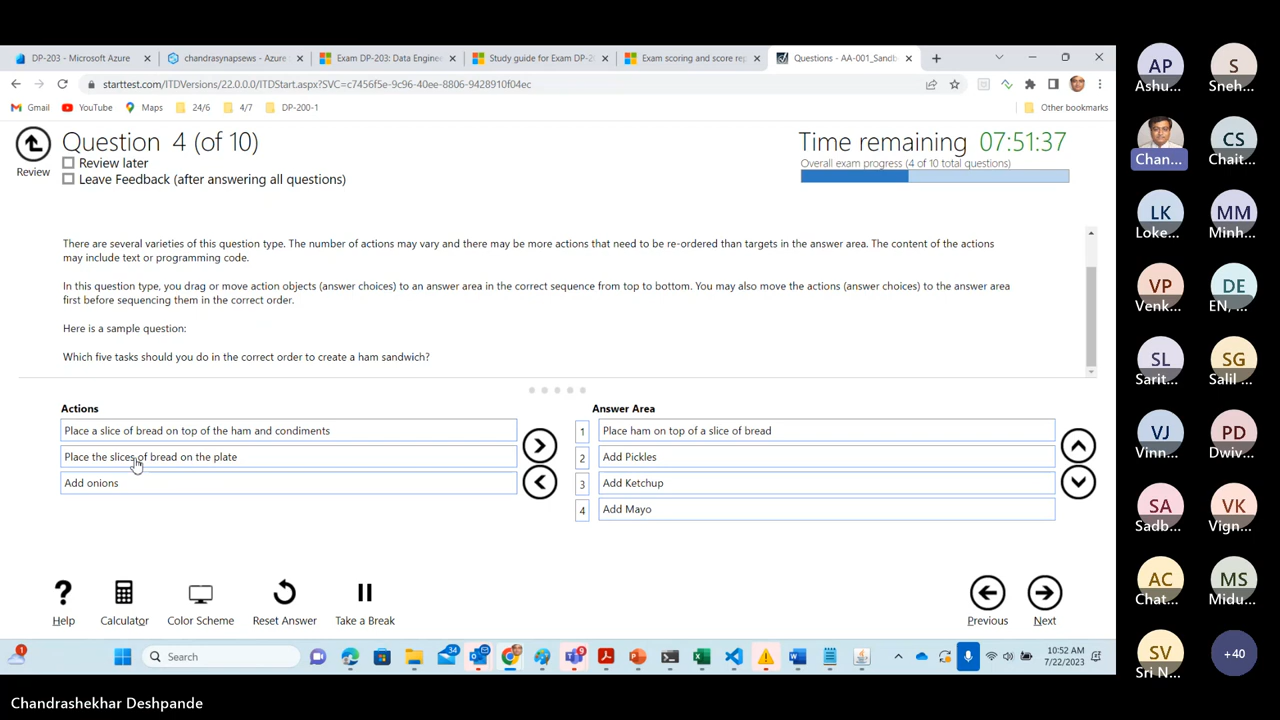 DP-203 - Microsoft Azure
chandrasynapsews - Azure
Exam DP-203: Data Enginee
Study guide for Exam DP-2
Exam scoring and score rep
Questions - AA-001_Sandb
starttest.com/ITDVersions/22.0.0.0/ITDStart.aspx?SVC=c7456f5e-9c96-40ee-8806-9428910f04ec
Gmail
YouTube
Maps
24/6
4/7
DP-200-1
Other bookmarks
Review
Question 4 (of 10)
Review later
Leave Feedback (after answering all questions)
Time remaining 07:51:37
Overall exam progress (4 of 10 total questions)
There are several varieties of this question type. The number of actions may vary and there may be more actions that need to be re-ordered than targets in the answer area. The content of the actions
may include text or programming code.
In this question type, you drag or move action objects (answer choices) to an answer area in the correct sequence from top to bottom. You may also move the actions (answer choices) to the answer area
first before sequencing them in the correct order.
Here is a sample question:
Which five tasks should you do in the correct order to create a ham sandwich?
Actions
Place a slice of bread on top of the ham and condiments
Place the slices of bread on the plate
Add onions
Answer Area
1 Place ham on top of a slice of bread
2 Add Pickles
3 Add Ketchup
4 Add Mayo
Help
Calculator
Color Scheme
Reset Answer
Take a Break
Previous
Next
1
Search
34
9
10:52 AM
7/22/2023
AP
Ashu...
S
Sneh...
Chan...
CS
Chait...
LK
Loke...
MM
Minh...
VP
Venk...
DE
EN, ...
SL
Sarit...
SG
Salil ...
VJ
Vinn...
PD
Dwiv...
SA
Sadb...
VK
Vign...
AC
Chat...
MS
Midu...
SV
Sri N...
+40
Chandrashekhar Deshpande